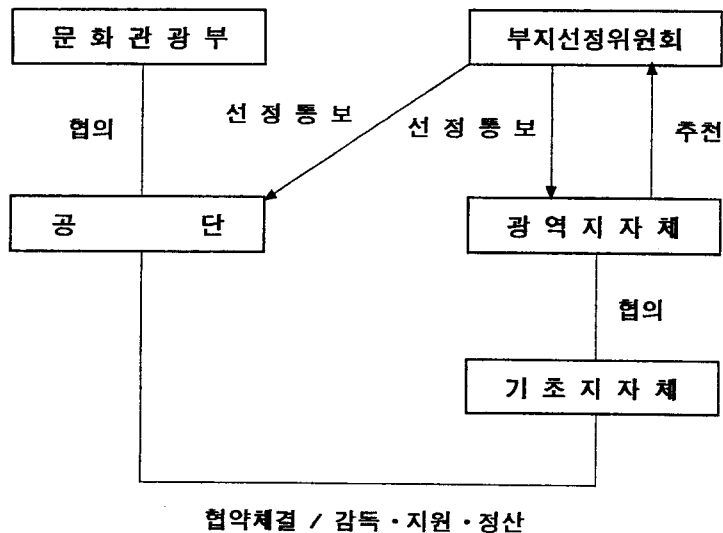 문 화 관 광 부
부지선정위원회
협의
선 정 통 보
선 정 통 보
추천
공 단
광 역 지 자 체
협의
기 초 지 자 체
협약체결 / 감독·지원·정산